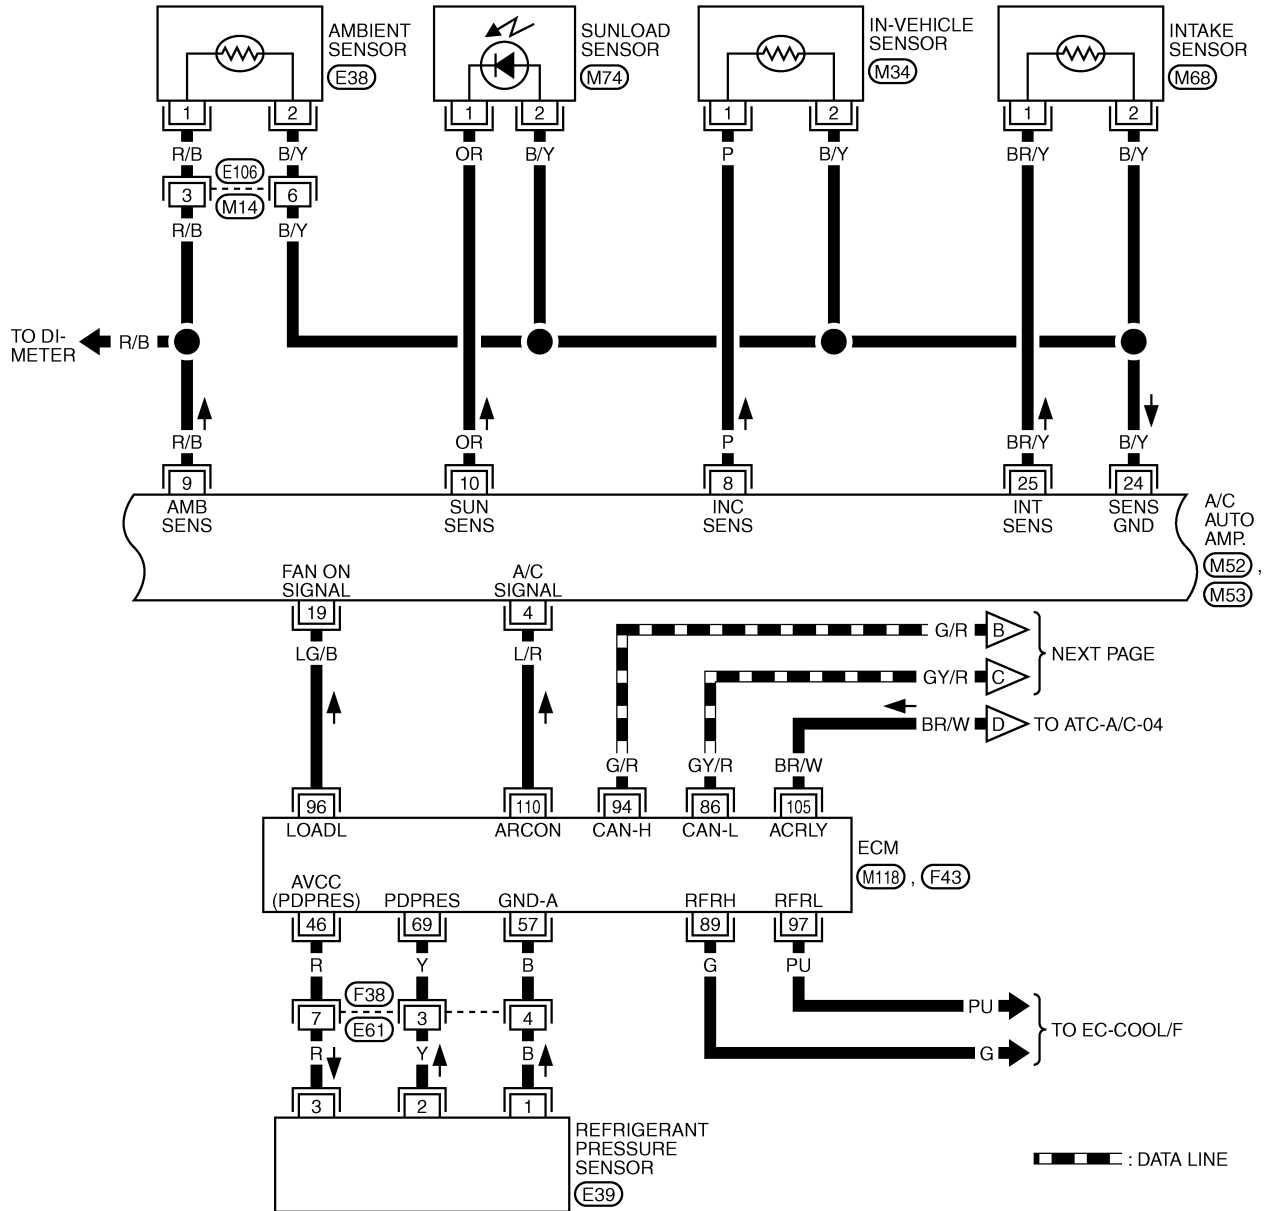 AMBIENT
SENSOR
E38
SUNLOAD
SENSOR
M74
IN-VEHICLE
SENSOR
M34
INTAKE
SENSOR
M68
1 2 1 2 1 2 1 2
R/B B/Y OR B/Y P B/Y BR/Y B/Y
E106
3 6
M14
R/B B/Y
TO DI-
METER
R/B
R/B OR P BR/Y B/Y
9 10 8 25 24
AMB
SENS
SUN
SENS
INC
SENS
INT
SENS
SENS
GND
A/C
AUTO
AMP.
M52 ,
M53
FAN ON
SIGNAL
A/C
SIGNAL
19 4
LG/B L/R
G/R B
GY/R C
NEXT PAGE
BR/W D TO ATC-A/C-04
G/R GY/R BR/W
96 110 94 86 105
LOADL ARCON CAN-H CAN-L ACRLY
ECM
M118 , F43
AVCC
(PDPRES) PDPRES GND-A RFRH RFRL
46 69 57 89 97
R Y B G PU
F38
7 3 4
E61
R Y B
PU
G
TO EC-COOL/F
3 2 1
REFRIGERANT
PRESSURE
SENSOR
E39
: DATA LINE